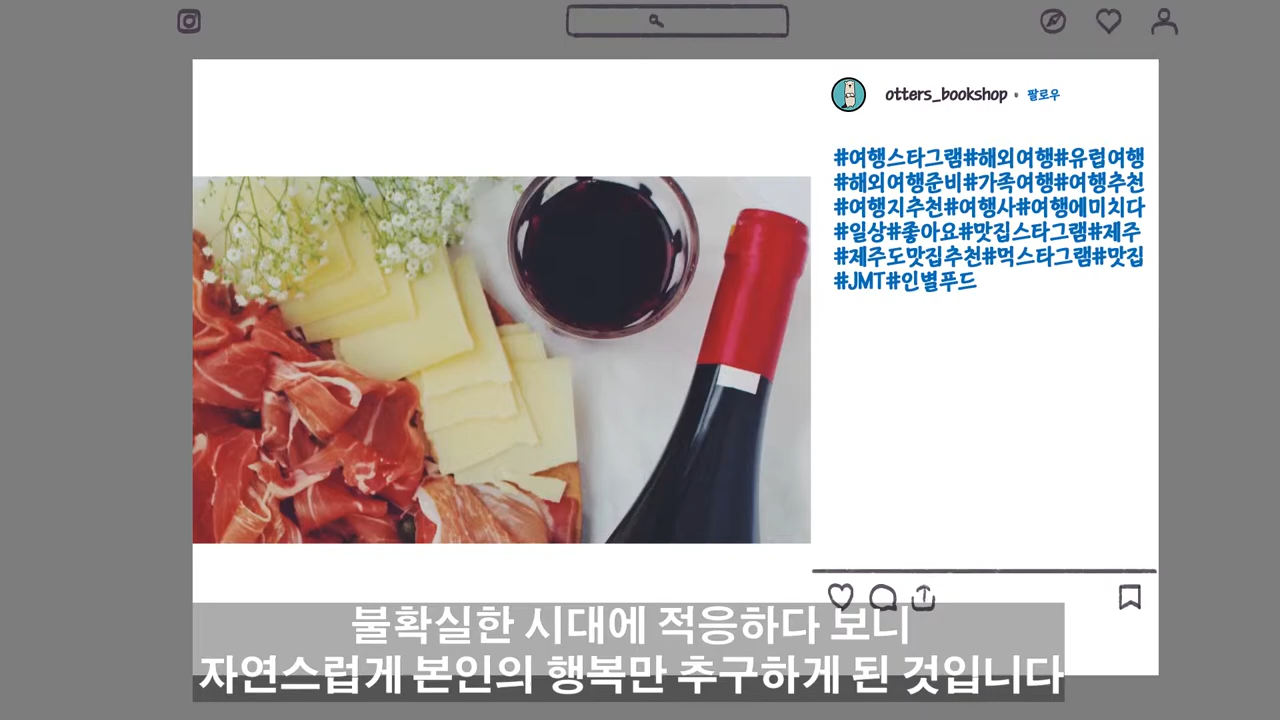 otters_bookshop • 팔로우
#여행스타그램#해외여행#유럽여행
#해외여행준비#가족여행#여행추천
#여행지추천#여행사#여행에미치다
#일상#좋아요#맛집스타그램#제주
#제주도맛집추천#먹스타그램#맛집
#JMT#인별푸드
불확실한 시대에 적응하다 보니
자연스럽게 본인의 행복만 추구하게 된 것입니다